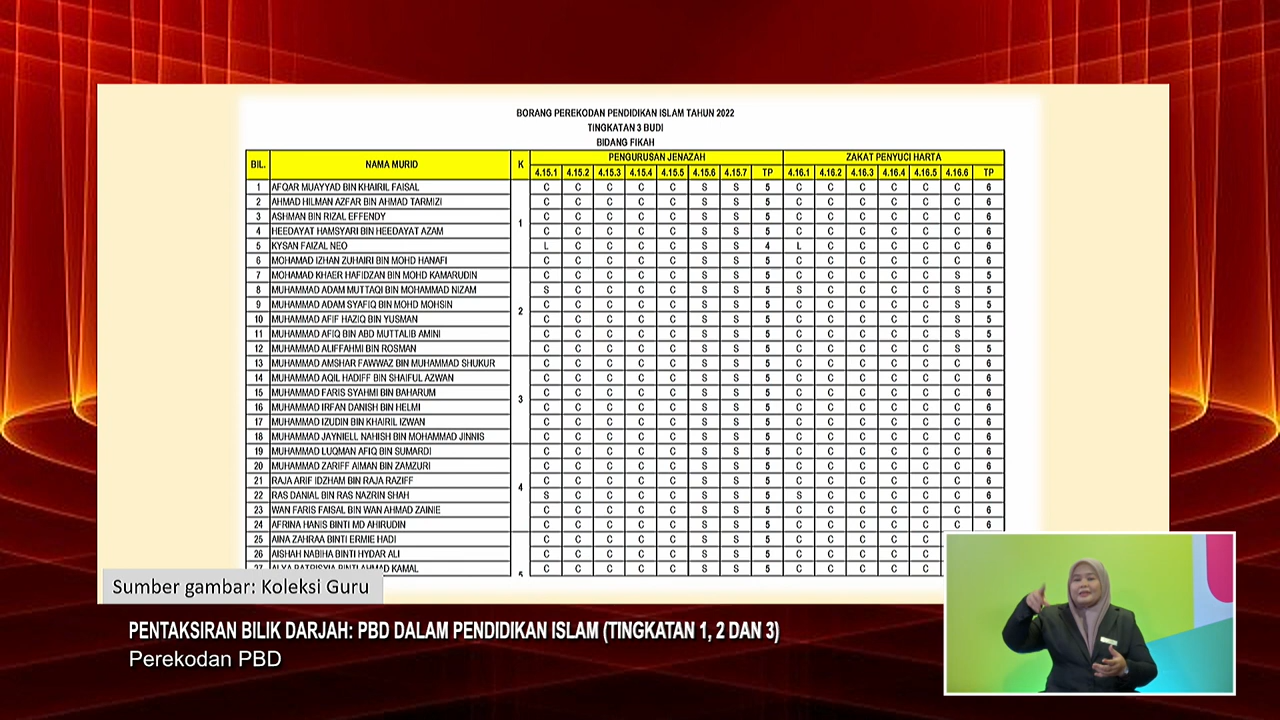 BORANG PEREKODAN PENDIDIKAN ISLAM TAHUN 2022
TINGKATAN 3 BUDI
BIDANG FIKAH
BIL. NAMA MURID K PENGURUSAN JENAZAH ZAKAT PENYUCI HARTA
4.15.1 4.15.2 4.15.3 4.15.4 4.15.5 4.15.6 4.15.7 TP 4.16.1 4.16.2 4.16.3 4.16.4 4.16.5 4.16.6 TP
1 AFQAR MUAYYAD BIN KHAIRIL FAISAL C C C C C S S 5 C C C C C C 6
2 AHMAD HILMAN AZFAR BIN AHMAD TARMIZI C C C C C S S 5 C C C C C C 6
3 ASHMAN BIN RIZAL EFFENDY C C C C C S S 5 C C C C C C 6
1
4 HEEDAYAT HAMSYARI BIN HEEDAYAT AZAM C C C C C S S 5 C C C C C C 6
5 KYSAN FAIZAL NEO L C C C C S S 4 L C C C C C 6
6 MOHAMAD IZHAN ZUHAIRI BIN MOHD HANAFI C C C C C S S 5 C C C C C C 6
7 MOHAMAD KHAER HAFIDZAN BIN MOHD KAMARUDIN C C C C C S S 5 C C C C C S 5
8 MUHAMMAD ADAM MUTTAQI BIN MOHAMMAD NIZAM S C C C C S S 5 S C C C C S 5
9 MUHAMMAD ADAM SYAFIQ BIN MOHD MOHSIN C C C C C S S 5 C C C C C S 5
2
10 MUHAMMAD AFIF HAZIQ BIN YUSMAN C C C C C S S 5 C C C C C S 5
11 MUHAMMAD AFIQ BIN ABD MUTTALIB AMINI C C C C C S S 5 C C C C C S 5
12 MUHAMMAD ALIFFAHMI BIN ROSMAN C C C C C S S 5 C C C C C S 5
13 MUHAMMAD AMSHAR FAWWAZ BIN MUHAMMAD SHUKUR C C C C C S S 5 C C C C C C 6
14 MUHAMMAD AQIL HADIFF BIN SHAIFUL AZWAN C C C C C S S 5 C C C C C C 6
15 MUHAMMAD FARIS SYAHMI BIN BAHARUM C C C C C S S 5 C C C C C C 6
3
16 MUHAMMAD IRFAN DANISH BIN HELMI C C C C C S S 5 C C C C C C 6
17 MUHAMMAD IZUDIN BIN KHAIRIL IZWAN C C C C C S S 5 C C C C C C 6
18 MUHAMMAD JAYNIELL NAHISH BIN MOHAMMAD JINNIS C C C C C S S 5 C C C C C C 6
19 MUHAMMAD LUQMAN AFIQ BIN SUMARDI C C C C C S S 5 C C C C C C 6
20 MUHAMMAD ZARIFF AIMAN BIN ZAMZURI C C C C C S S 5 C C C C C C 6
21 RAJA ARIF IDZHAM BIN RAJA RAZIFF C C C C C S S 5 C C C C C C 6
4
22 RAS DANIAL BIN RAS NAZRIN SHAH S C C C C S S 5 S C C C C C 6
23 WAN FARIS FAISAL BIN WAN AHMAD ZAINIE C C C C C S S 5 C C C C C C 6
24 AFRINA HANIS BINTI MD AHIRUDIN C C C C C S S 5 C C C C C C 6
25 AINA ZAHRAA BINTI ERMIE HADI C C C C C S S 5 C C C C C
26 AISHAH NABIHA BINTI HYDAR ALI C C C C C S S 5 C C C C C
27 ALYA BATRISYIA BINTI AHMAD KAMAL C C C C C S S 5 C C C C C
5
Sumber gambar: Koleksi Guru
PENTAKSIRAN BILIK DARJAH: PBD DALAM PENDIDIKAN ISLAM (TINGKATAN 1, 2 DAN 3)
Perekodan PBD